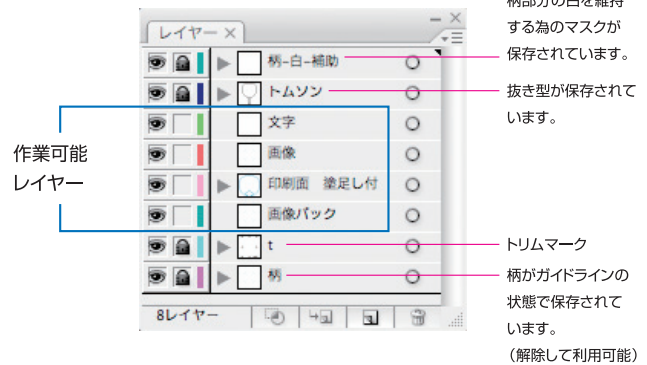 柄部分の白を維持
する為のマスクが
保存されています。
レイヤー ×
柄-白-補助
トムソン
抜き型が保存されて
います。
文字
画像
作業可能
レイヤー
印刷面 塗足し付
画像バック
t
トリムマーク
柄
柄がガイドラインの
状態で保存されて
います。
(解除して利用可能)
8レイヤー